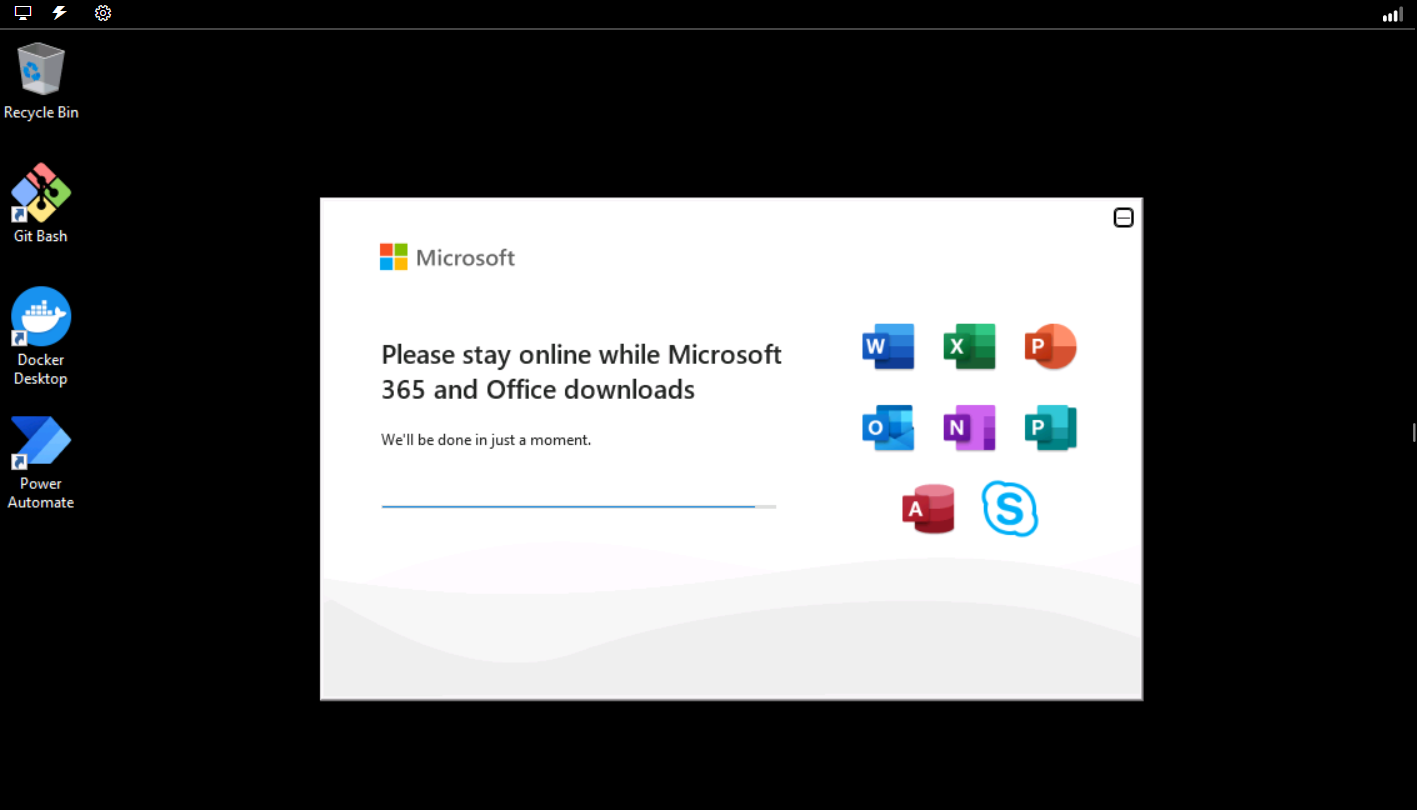 Recycle Bin
Git Bash
Docker
Desktop
Power
Automate
Microsoft
Please stay online while Microsoft
365 and Office downloads
We'll be done in just a moment.
W
X
P
O
N
P
A
S